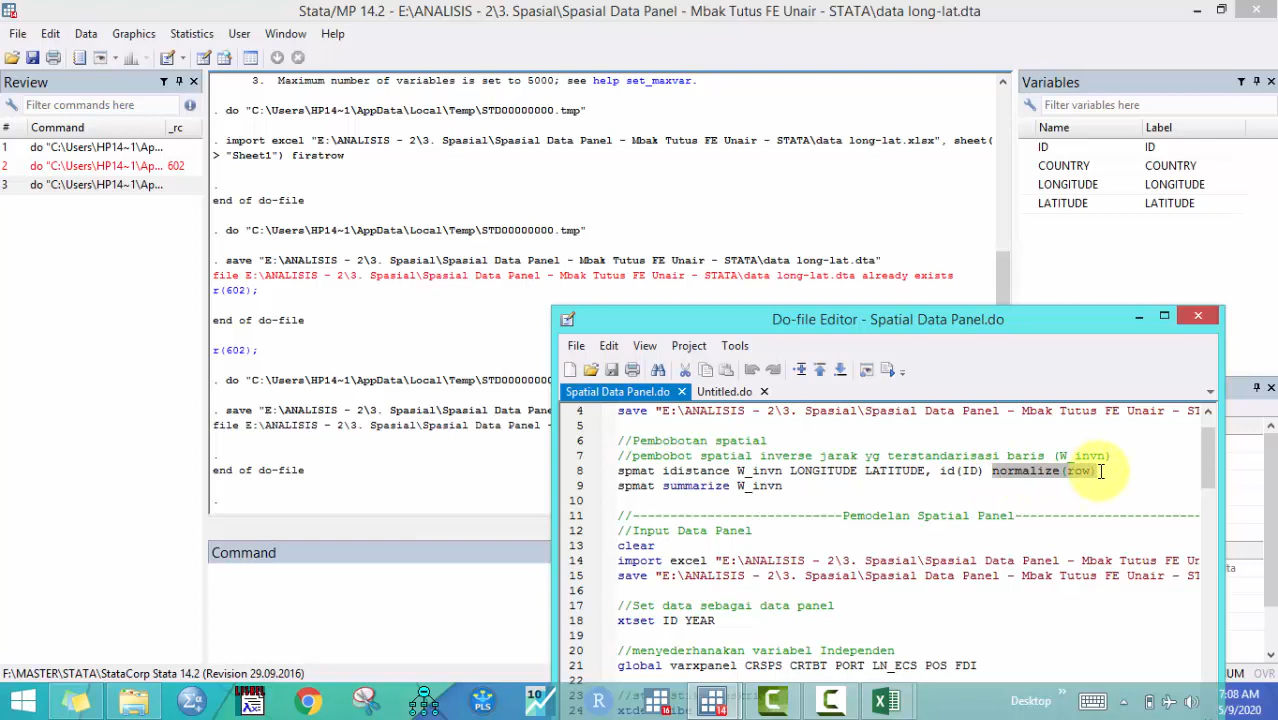 Stata/MP 14.2 - E:\ANALISIS - 2\3. Spasial\Spasial Data Panel - Mbak Tutus FE Unair - STATA\data long-lat.dta
File Edit Data Graphics Statistics User Window Help
Review
Filter commands here
# Command _rc
1 do "C:\Users\HP14~1\Ap...
2 do "C:\Users\HP14~1\Ap... 602
3 do "C:\Users\HP14~1\Ap...
3. Maximum number of variables is set to 5000; see help set_maxvar.
. do "C:\Users\HP14~1\AppData\Local\Temp\STD00000000.tmp"
. import excel "E:\ANALISIS - 2\3. Spasial\Spasial Data Panel - Mbak Tutus FE Unair - STATA\data long-lat.xlsx", sheet(
> "Sheet1") firstrow
.
end of do-file
. do "C:\Users\HP14~1\AppData\Local\Temp\STD00000000.tmp"
. save "E:\ANALISIS - 2\3. Spasial\Spasial Data Panel - Mbak Tutus FE Unair - STATA\data long-lat.dta"
file E:\ANALISIS - 2\3. Spasial\Spasial Data Panel - Mbak Tutus FE Unair - STATA\data long-lat.dta already exists
r(602);
end of do-file
r(602);
. do "C:\Users\HP14~1\AppData\Local\Temp\STD0000
. save "E:\ANALISIS - 2\3. Spasial\Spasial Data P
file E:\ANALISIS - 2\3. Spasial\Spasial Data Pane
.
end of do-file
.
Command
Variables
Filter variables here
Name Label
ID ID
COUNTRY COUNTRY
LONGITUDE LONGITUDE
LATITUDE LATITUDE
Do-file Editor - Spatial Data Panel.do
File Edit View Project Tools
Spatial Data Panel.do Untitled.do
4 save "E:\ANALISIS - 2\3. Spasial\Spasial Data Panel - Mbak Tutus FE Unair - ST
5
6 //Pembobotan spatial
7 //pembobot spatial inverse jarak yg terstandarisasi baris (W_invn)
8 spmat idistance W_invn LONGITUDE LATITUDE, id(ID) normalize(row)
9 spmat summarize W_invn
10
11 //----------------------------Pemodelan Spatial Panel-------------------------
12 //Input Data Panel
13 clear
14 import excel "E:\ANALISIS - 2\3. Spasial\Spasial Data Panel - Mbak Tutus FE Un
15 save "E:\ANALISIS - 2\3. Spasial\Spasial Data Panel - Mbak Tutus FE Unair - ST
16
17 //Set data sebagai data panel
18 xtset ID YEAR
19
20 //menyederhanakan variabel Independen
21 global varxpanel CRSPS CRTBT PORT LN_ECS POS FDI
22
ta
F:\MASTER\STATA\StataCorp Stata 14.2 (Revision 29.09.2016)
UM OVR
LISREL
PLS
10
R
16
14
Desktop
7:08 AM
5/9/2020